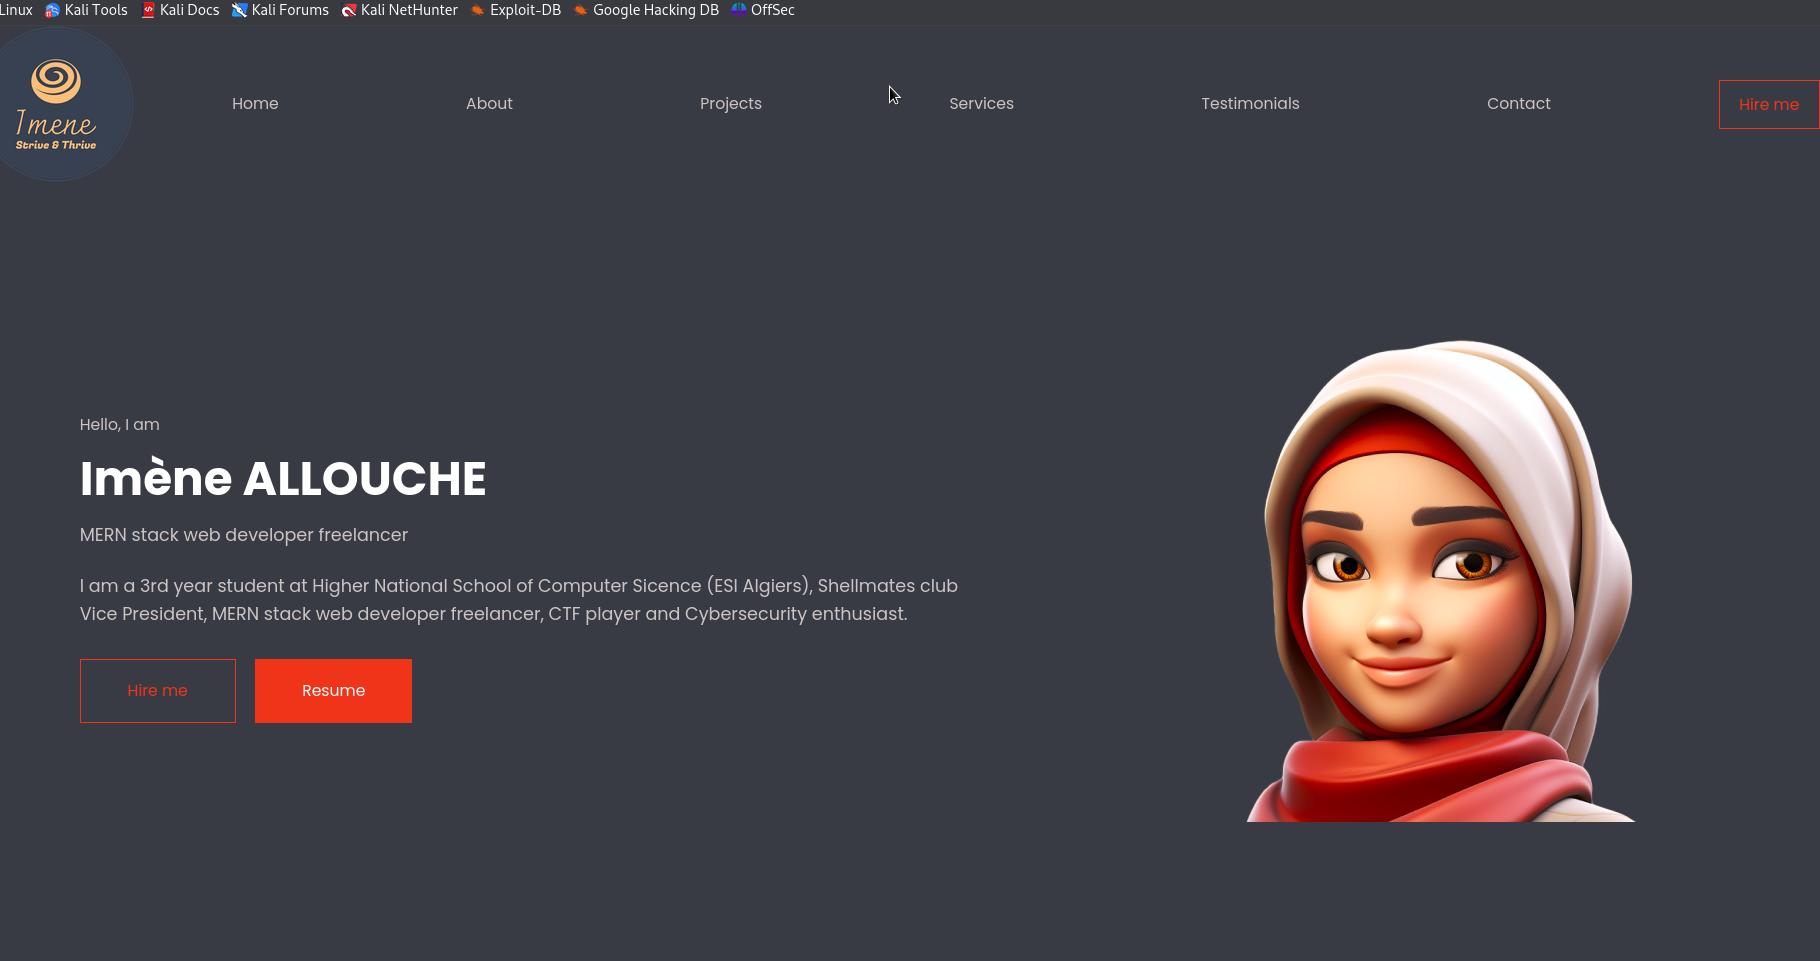 Linux Kali Tools Kali Docs Kali Forums Kali NetHunter Exploit-DB Google Hacking DB OffSec
Imene
Strive & Thrive
Home About Projects Services Testimonials Contact Hire me
Hello, I am
Imène ALLOUCHE
MERN stack web developer freelancer
I am a 3rd year student at Higher National School of Computer Sicence (ESI Algiers), Shellmates club
Vice President, MERN stack web developer freelancer, CTF player and Cybersecurity enthusiast.
Hire me Resume